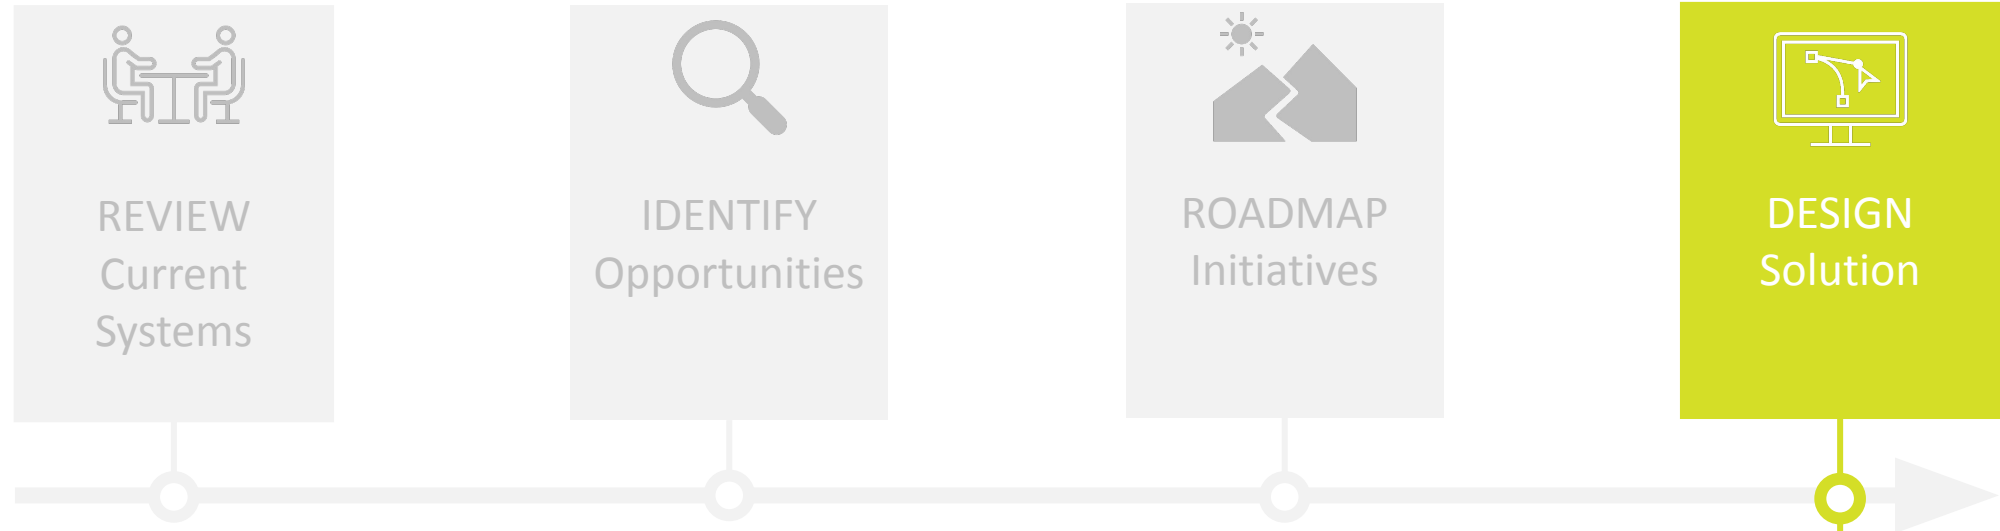 REVIEW
Current
Systems
IDENTIFY
Opportunities
ROADMAP
Initiatives
DESIGN
Solution